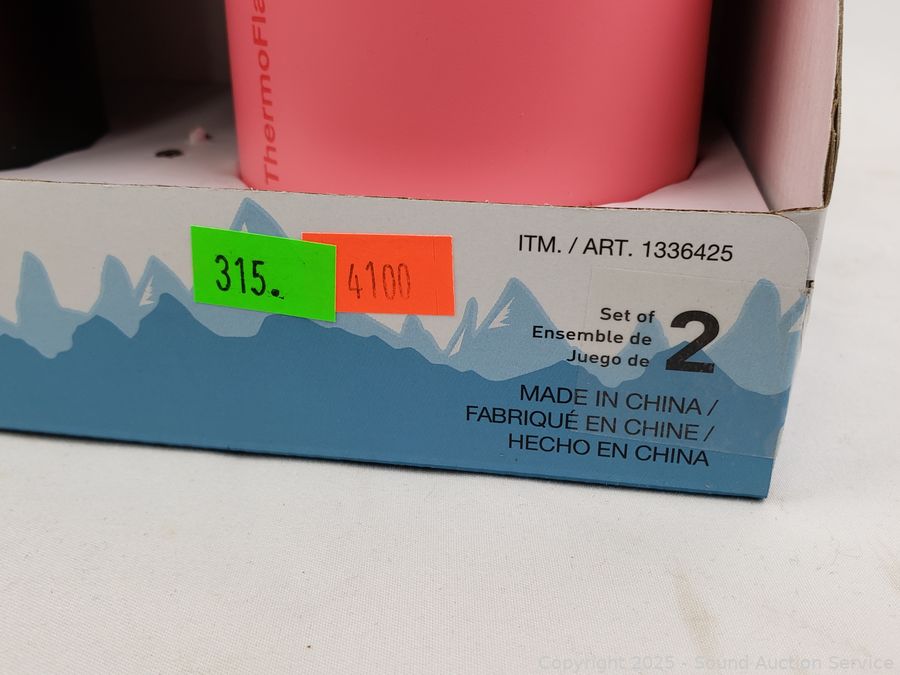 ThermoFla
315.
4100
ITM. / ART. 1336425
Set of
Ensemble de
Juego de
2
MADE IN CHINA /
FABRIQUÉ EN CHINE /
HECHO EN CHINA
Copyright 2025 - Sound Auction Service